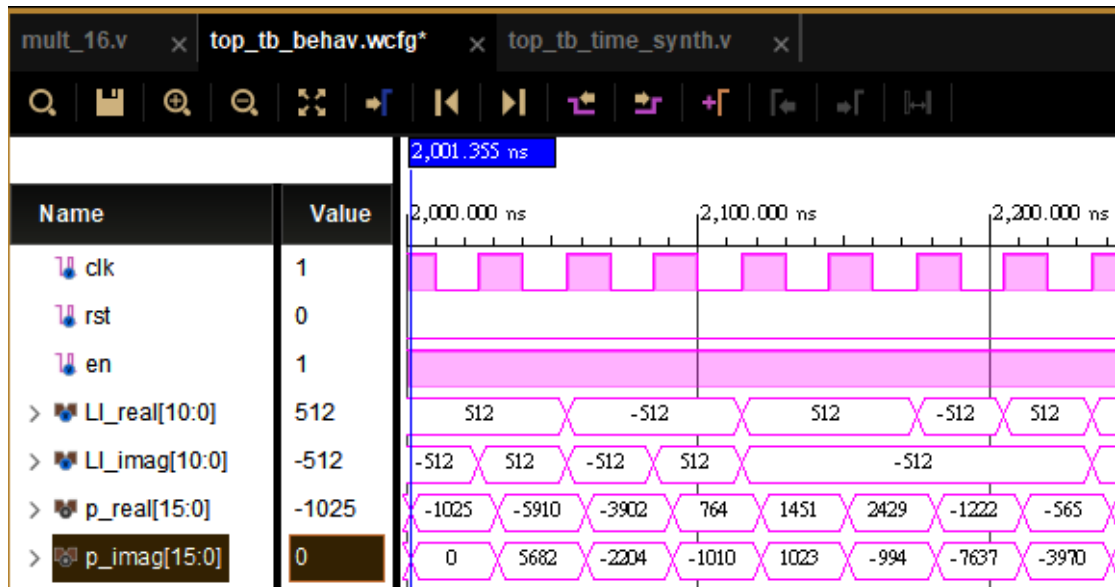 mult_16.v × top_tb_behav.wcfg* × top_tb_time_synth.v ×
2,001.355 ns
Name Value 2,000.000 ns 2,100.000 ns 2,200.000 ns
clk 1
rst 0
en 1
> LI_real[10:0] 512 512 -512 512 -512 512
> LI_imag[10:0] -512 -512 512 -512 512 -512
> p_real[15:0] -1025 -1025 -5910 -3902 764 1451 2429 -1222 -565
> p_imag[15:0] 0 0 5682 -2204 -1010 1023 -994 -7637 -3970